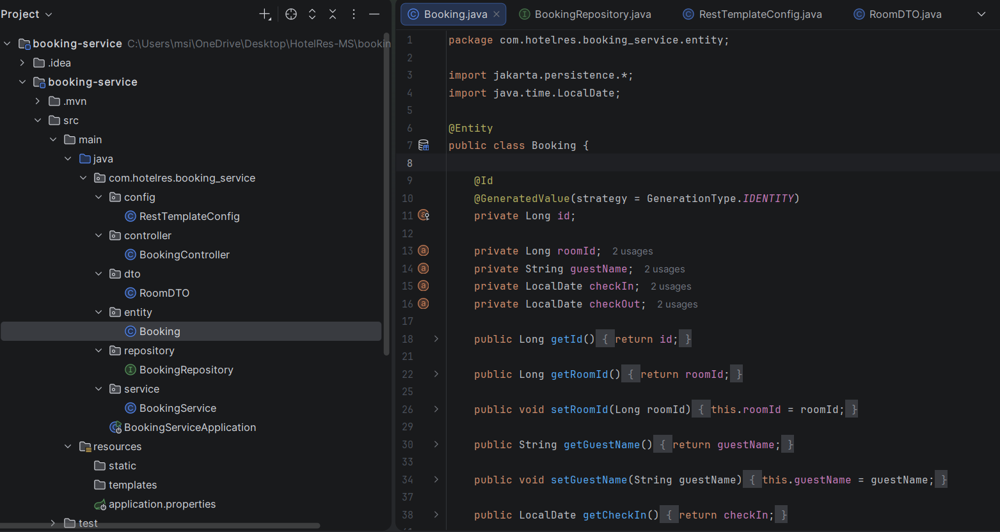 Project
booking-service C:\Users\msi\OneDrive\Desktop\HotelRes-MS\bookin
.idea
booking-service
.mvn
src
main
java
com.hotelres.booking_service
config
RestTemplateConfig
controller
BookingController
dto
RoomDTO
entity
Booking
repository
BookingRepository
service
BookingService
BookingServiceApplication
resources
static
templates
application.properties
test
Booking.java BookingRepository.java RestTemplateConfig.java RoomDTO.java
1 package com.hotelres.booking_service.entity;
2
3 import jakarta.persistence.*;
4 import java.time.LocalDate;
5
6 @Entity
7 public class Booking {
8
9 @Id
10 @GeneratedValue(strategy = GenerationType.IDENTITY)
11 private Long id;
12
13 private Long roomId; 2 usages
14 private String guestName; 2 usages
15 private LocalDate checkIn; 2 usages
16 private LocalDate checkOut; 2 usages
17
18 public Long getId() { return id; }
21
22 public Long getRoomId() { return roomId; }
25
26 public void setRoomId(Long roomId) { this.roomId = roomId; }
29
30 public String getGuestName() { return guestName; }
33
34 public void setGuestName(String guestName) { this.guestName = guestName; }
37
38 public LocalDate getCheckIn() { return checkIn; }